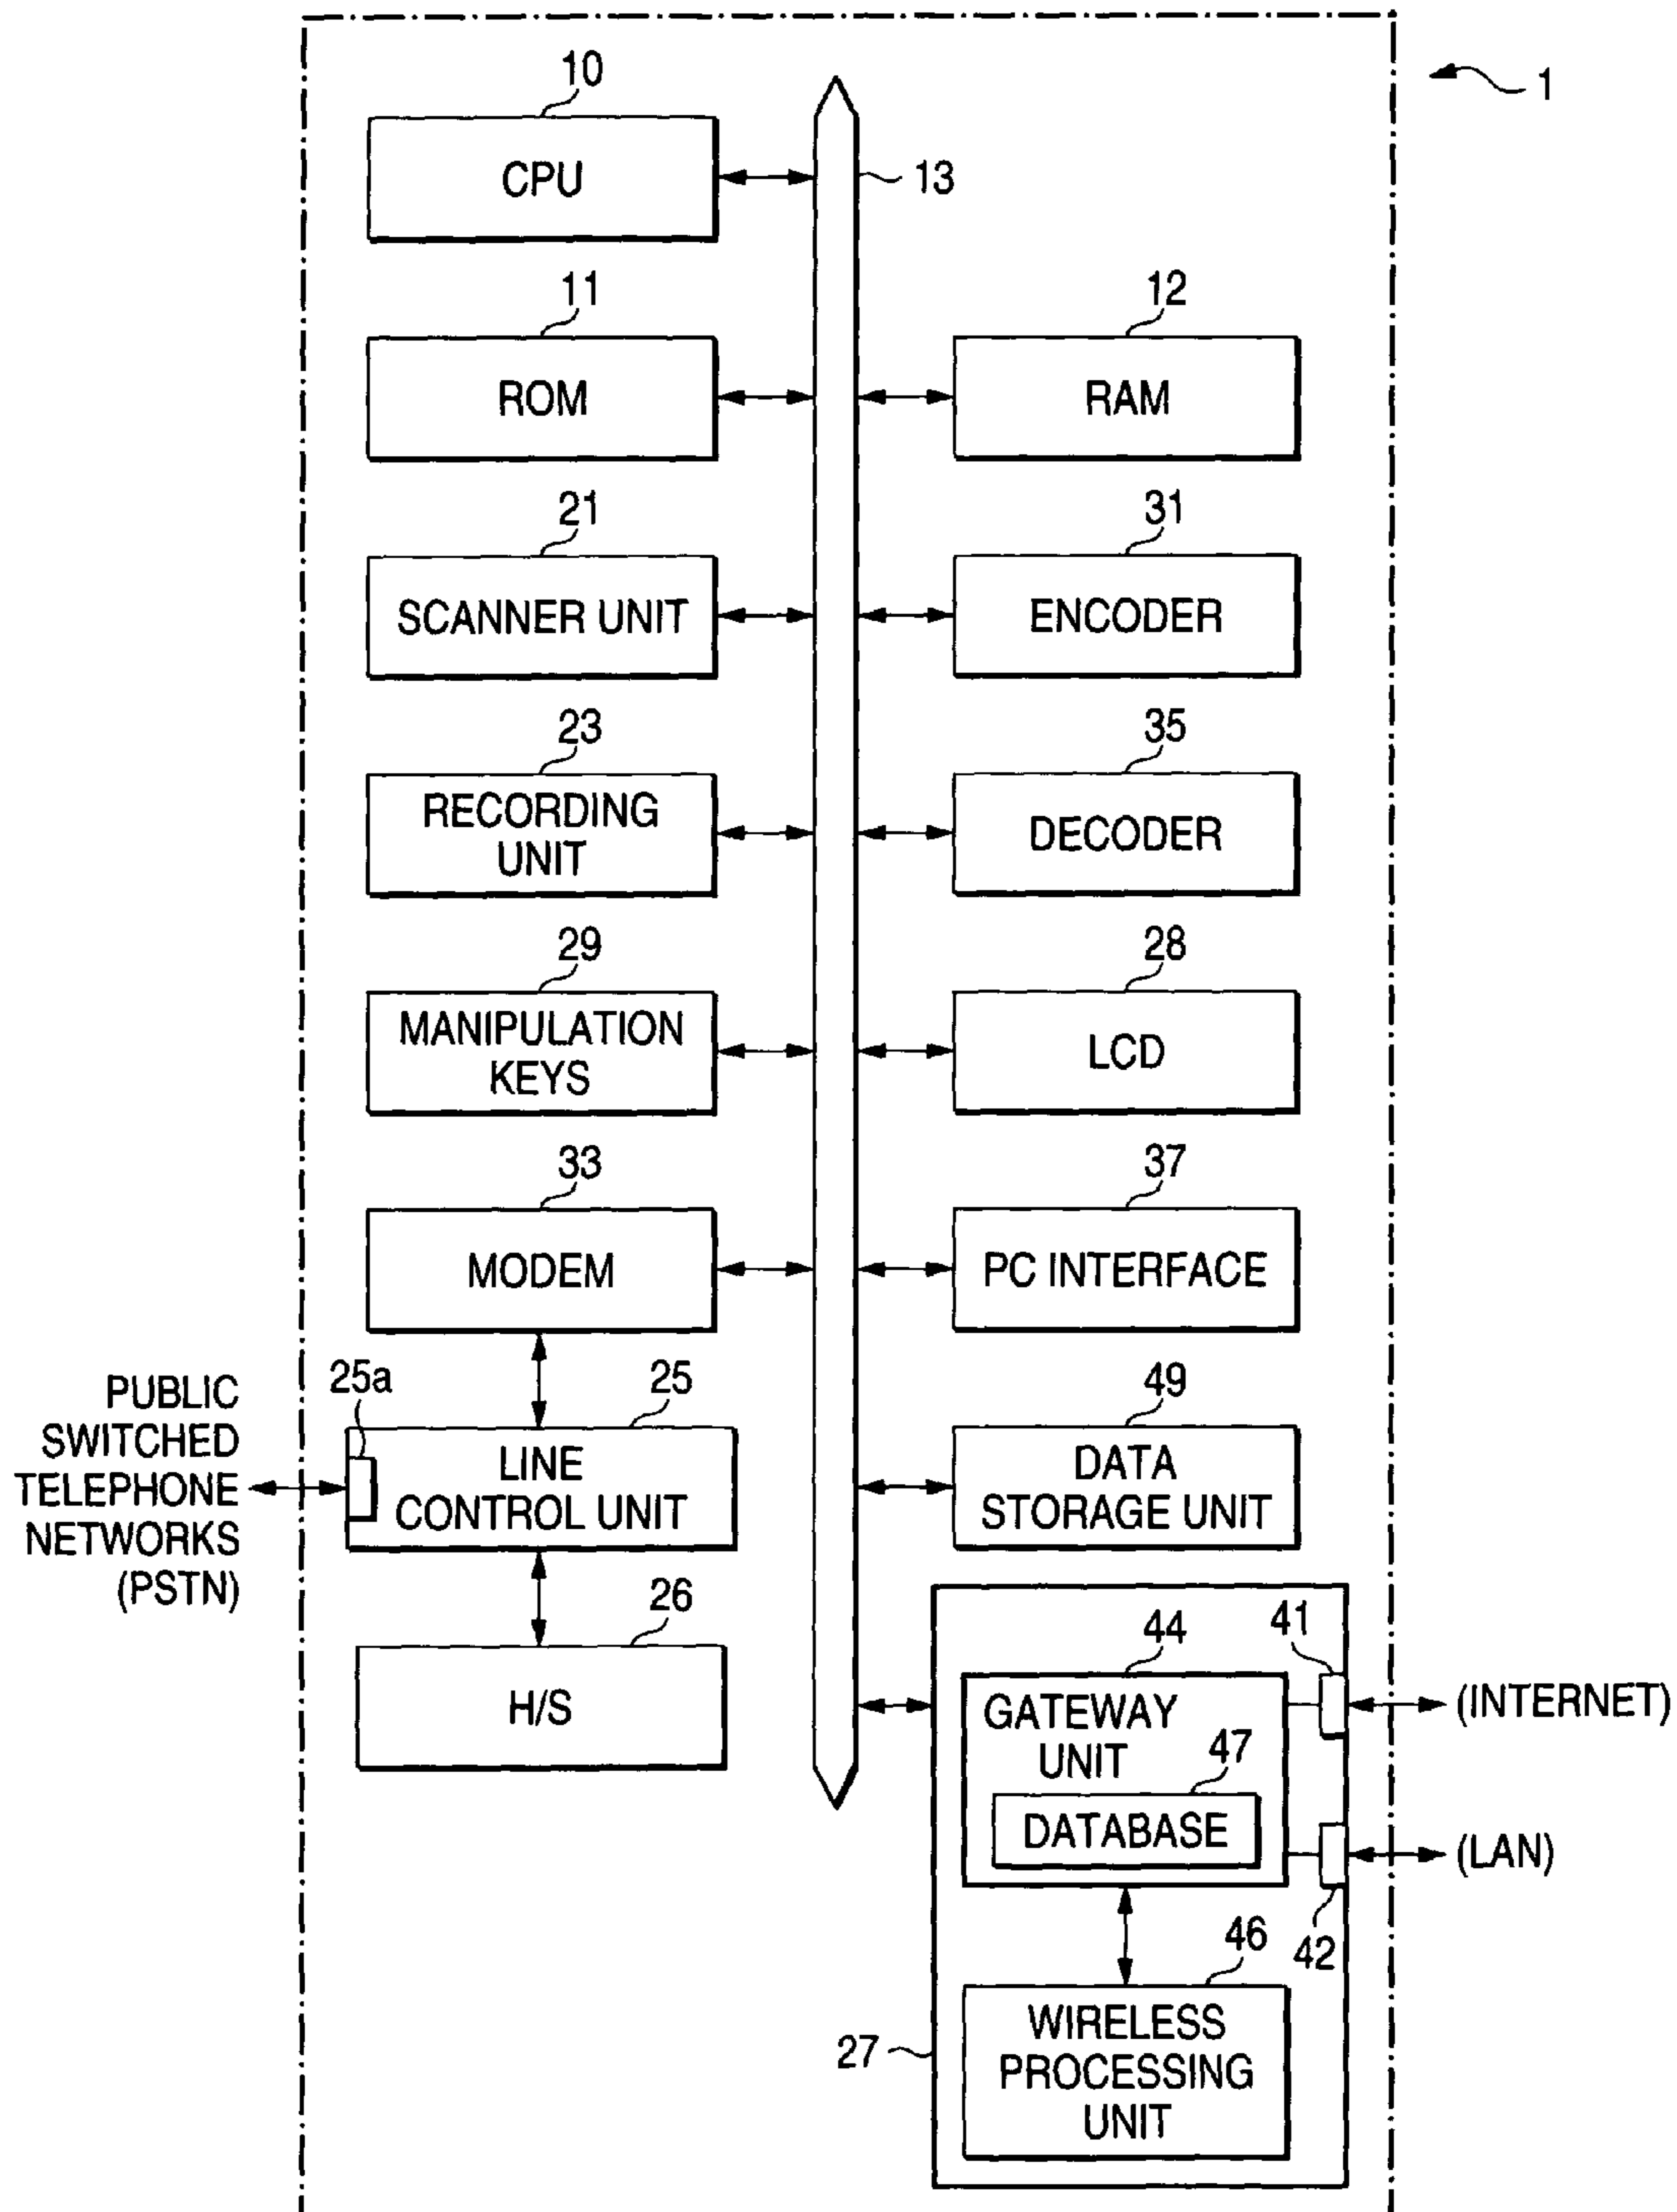 1
10
CPU
13
11
ROM
12
RAM
21
SCANNER UNIT
31
ENCODER
23
RECORDING
UNIT
35
DECODER
29
MANIPULATION
KEYS
28
LCD
33
MODEM
37
PC INTERFACE
PUBLIC
SWITCHED
TELEPHONE
NETWORKS
(PSTN)
25a
25
LINE
CONTROL UNIT
49
DATA
STORAGE UNIT
26
H/S
44
GATEWAY
UNIT
47
DATABASE
41
(INTERNET)
(LAN)
42
46
WIRELESS
PROCESSING
UNIT
27